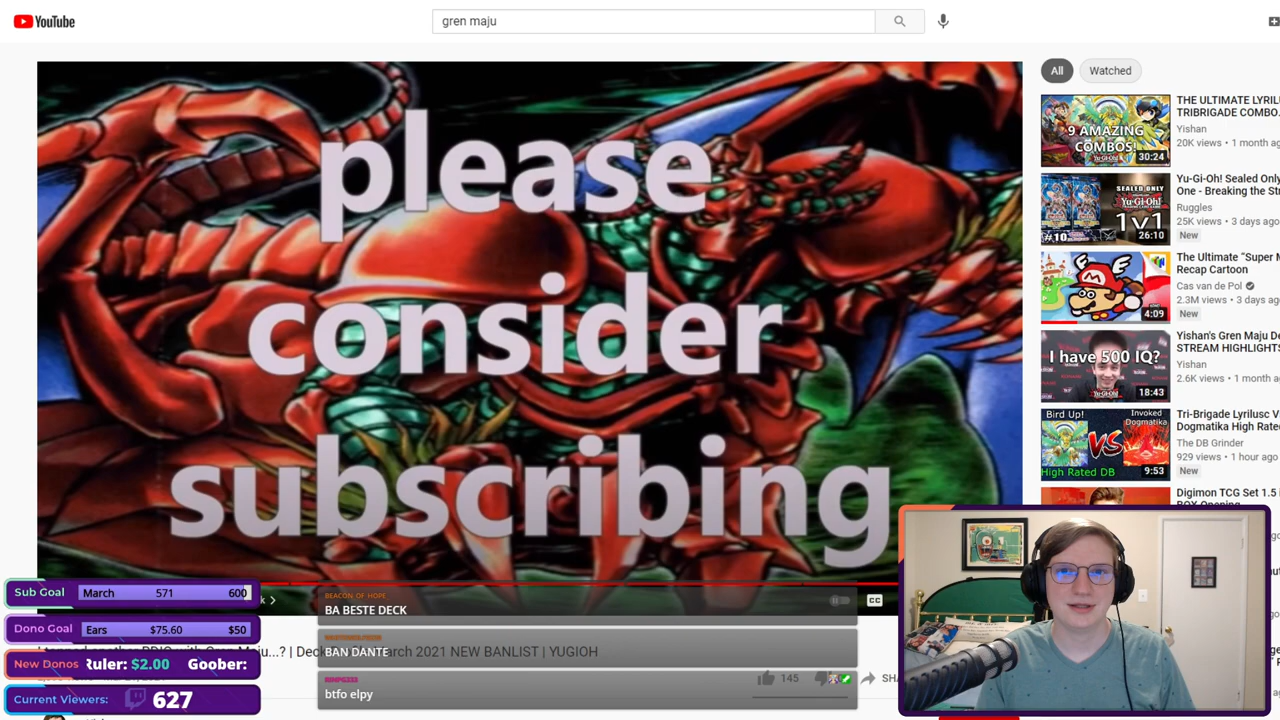 YouTube
gren maju
please
consider
subscribing
All
Watched
THE ULTIMATE LYRIL
TRIBRIGADE COMBO
Yishan
20K views • 1 month ag
9 AMAZING
COMBOS!
30:24
Yu-Gi-Oh! Sealed Only
One - Breaking the St
Ruggles
25K views • 3 days ago
New
SEALED ONLY
1v1
#10
26:10
The Ultimate "Super M
Recap Cartoon
Cas van de Pol
2.3M views • 3 days ago
New
4:09
Yishan's Gren Maju De
STREAM HIGHLIGHTS
Yishan
2.6K views • 1 month a
I have 500 IQ?
18:43
Tri-Brigade Lyrilusc V
Dogmatika High Rated
The DB Grinder
929 views • 1 hour ago
New
Bird Up!
Invoked
Dogmatika
VS
High Rated DB
9:53
Digimon TCG Set 1.5
Sub Goal
March 571 600
Dono Goal
Ears $75.60 $50
New Donos
Ruler: $2.00 Goober:
Current Viewers:
627
BEACON OF HOPE
BA BESTE DECK
CC
BAN DANTE
rch 2021 NEW BANLIST | YUGIOH
btfo elpy
145
SH